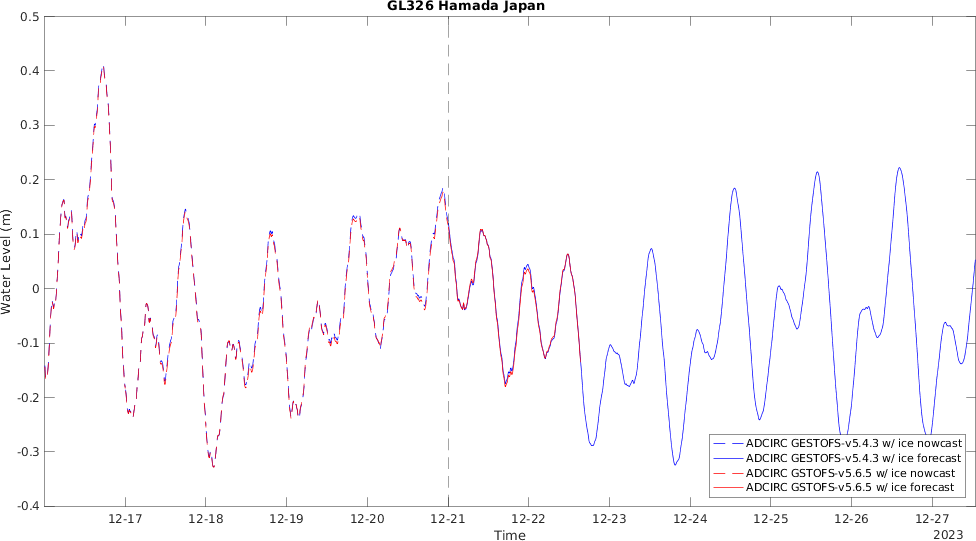 GL326 Hamada Japan
Water Level (m)
0.5
0.4
0.3
0.2
0.1
0
-0.1
-0.2
-0.3
-0.4
12-17 12-18 12-19 12-20 12-21 12-22 12-23 12-24 12-25 12-26 12-27
Time
2023
ADCIRC GESTOFS-v5.4.3 w/ ice nowcast
ADCIRC GESTOFS-v5.4.3 w/ ice forecast
ADCIRC GSTOFS-v5.6.5 w/ ice nowcast
ADCIRC GSTOFS-v5.6.5 w/ ice forecast